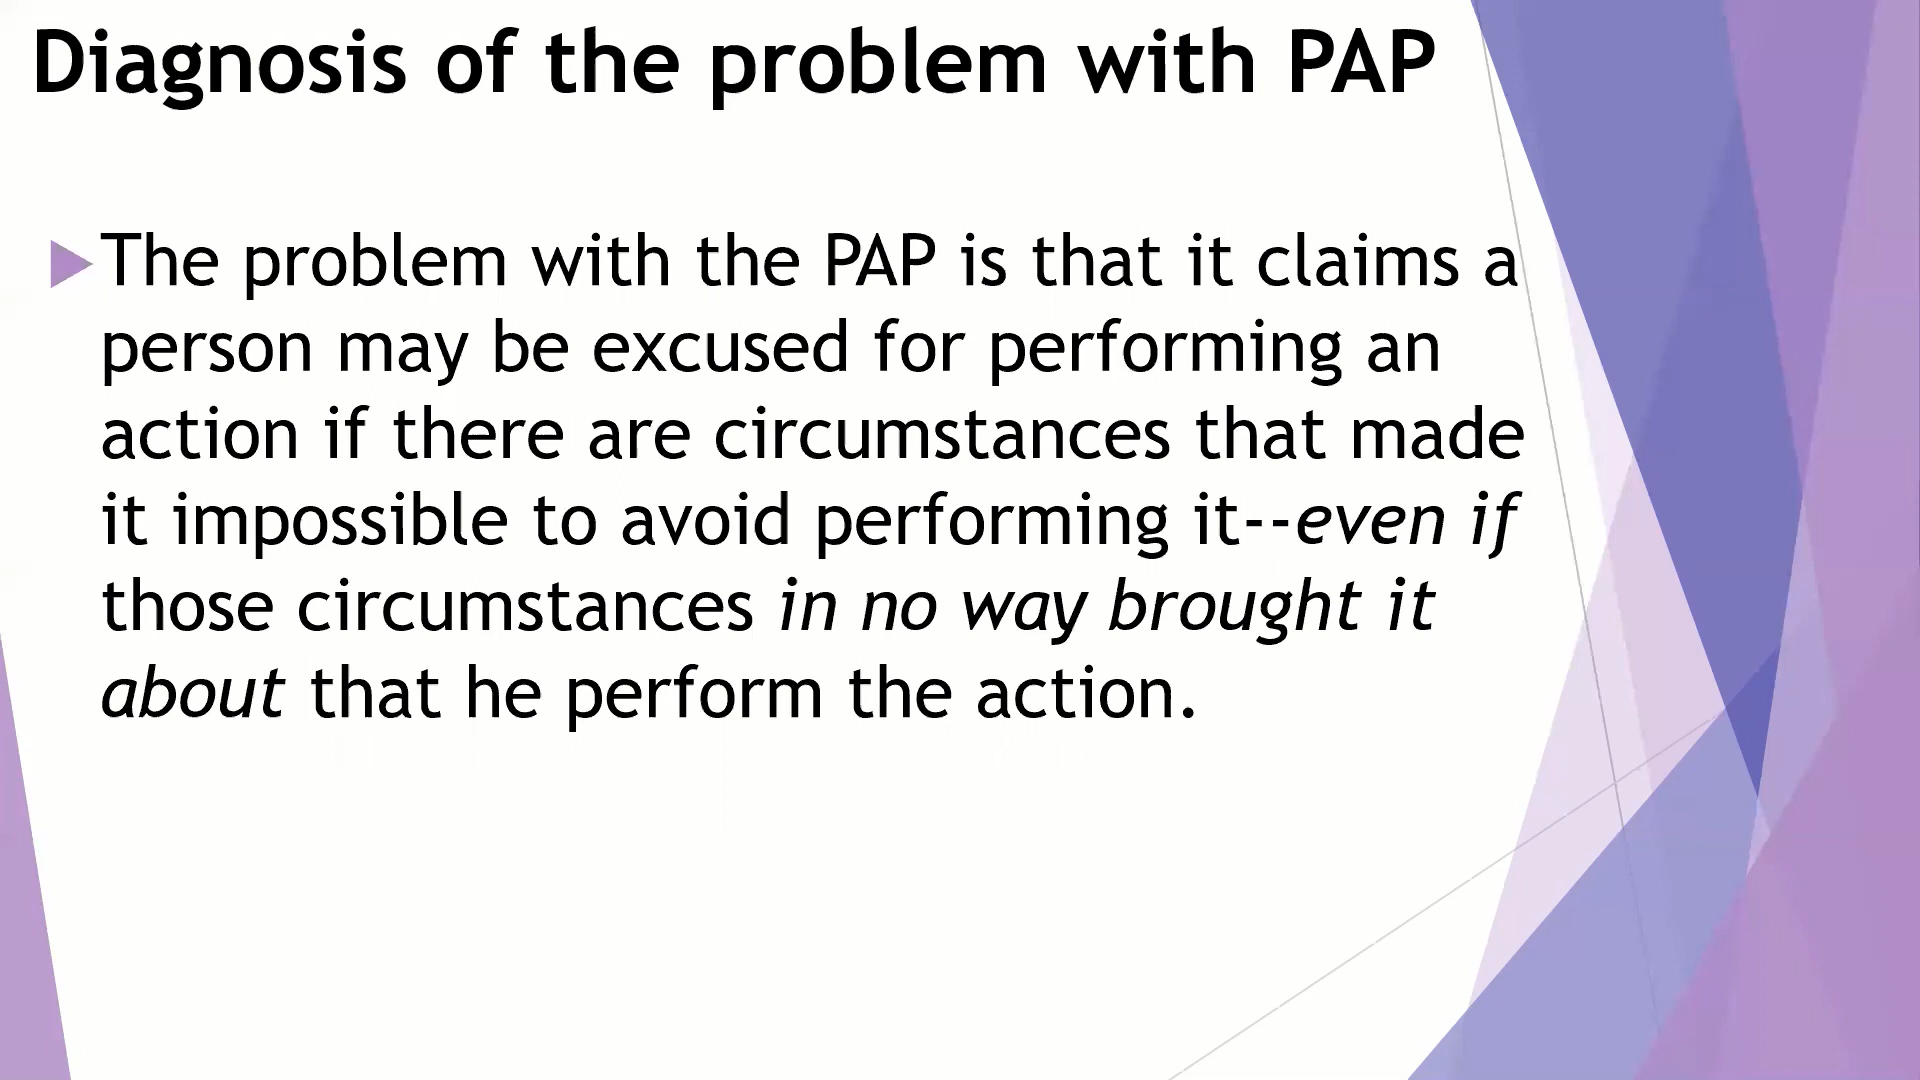 Diagnosis of the problem with PAP
The problem with the PAP is that it claims a
person may be excused for performing an
action if there are circumstances that made
it impossible to avoid performing it--even if
those circumstances in no way brought it
about that he perform the action.